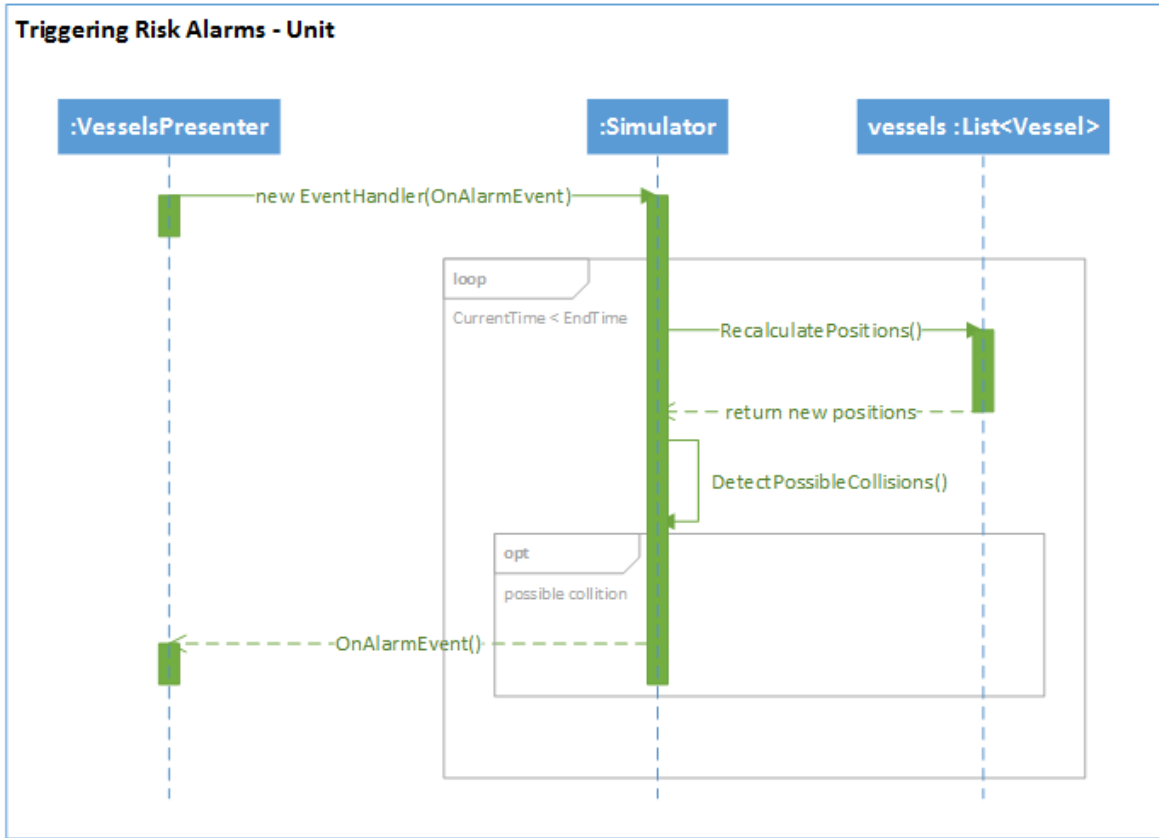 Triggering Risk Alarms - Unit
:VesselsPresenter
:Simulator
vessels :List<Vessel>
new EventHandler(OnAlarmEvent)
loop
CurrentTime < EndTime
RecalculatePositions()
return new positions
DetectPossibleCollisions()
opt
possible collition
OnAlarmEvent()